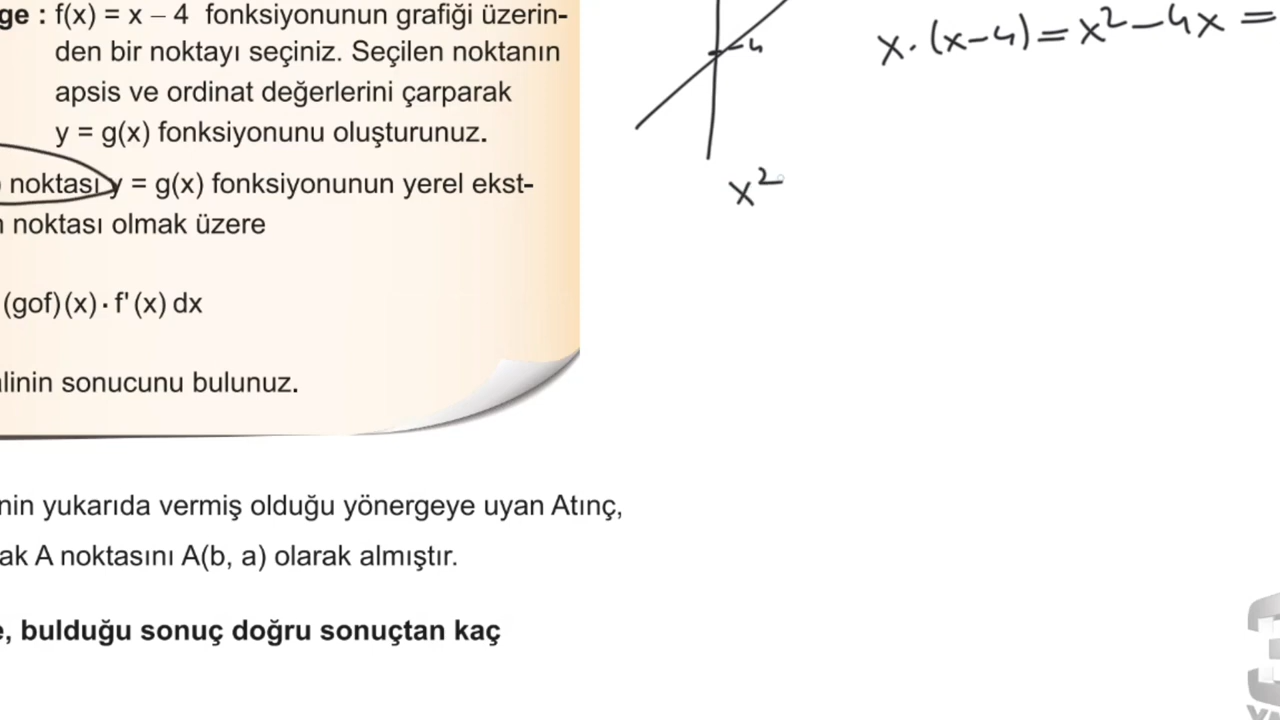 ge : f(x) = x – 4 fonksiyonunun grafiği üzerin-
den bir noktayı seçiniz. Seçilen noktanın
apsis ve ordinat değerlerini çarparak
y = g(x) fonksiyonunu oluşturunuz.
noktası y = g(x) fonksiyonunun yerel ekst-
noktası olmak üzere
(gof)(x) · f'(x) dx
linin sonucunu bulunuz.
nin yukarıda vermiş olduğu yönergeye uyan Atınç,
ak A noktasını A(b, a) olarak almıştır.
e, bulduğu sonuç doğru sonuçtan kaç
-4
x · (x-4) = x² - 4x =
x²